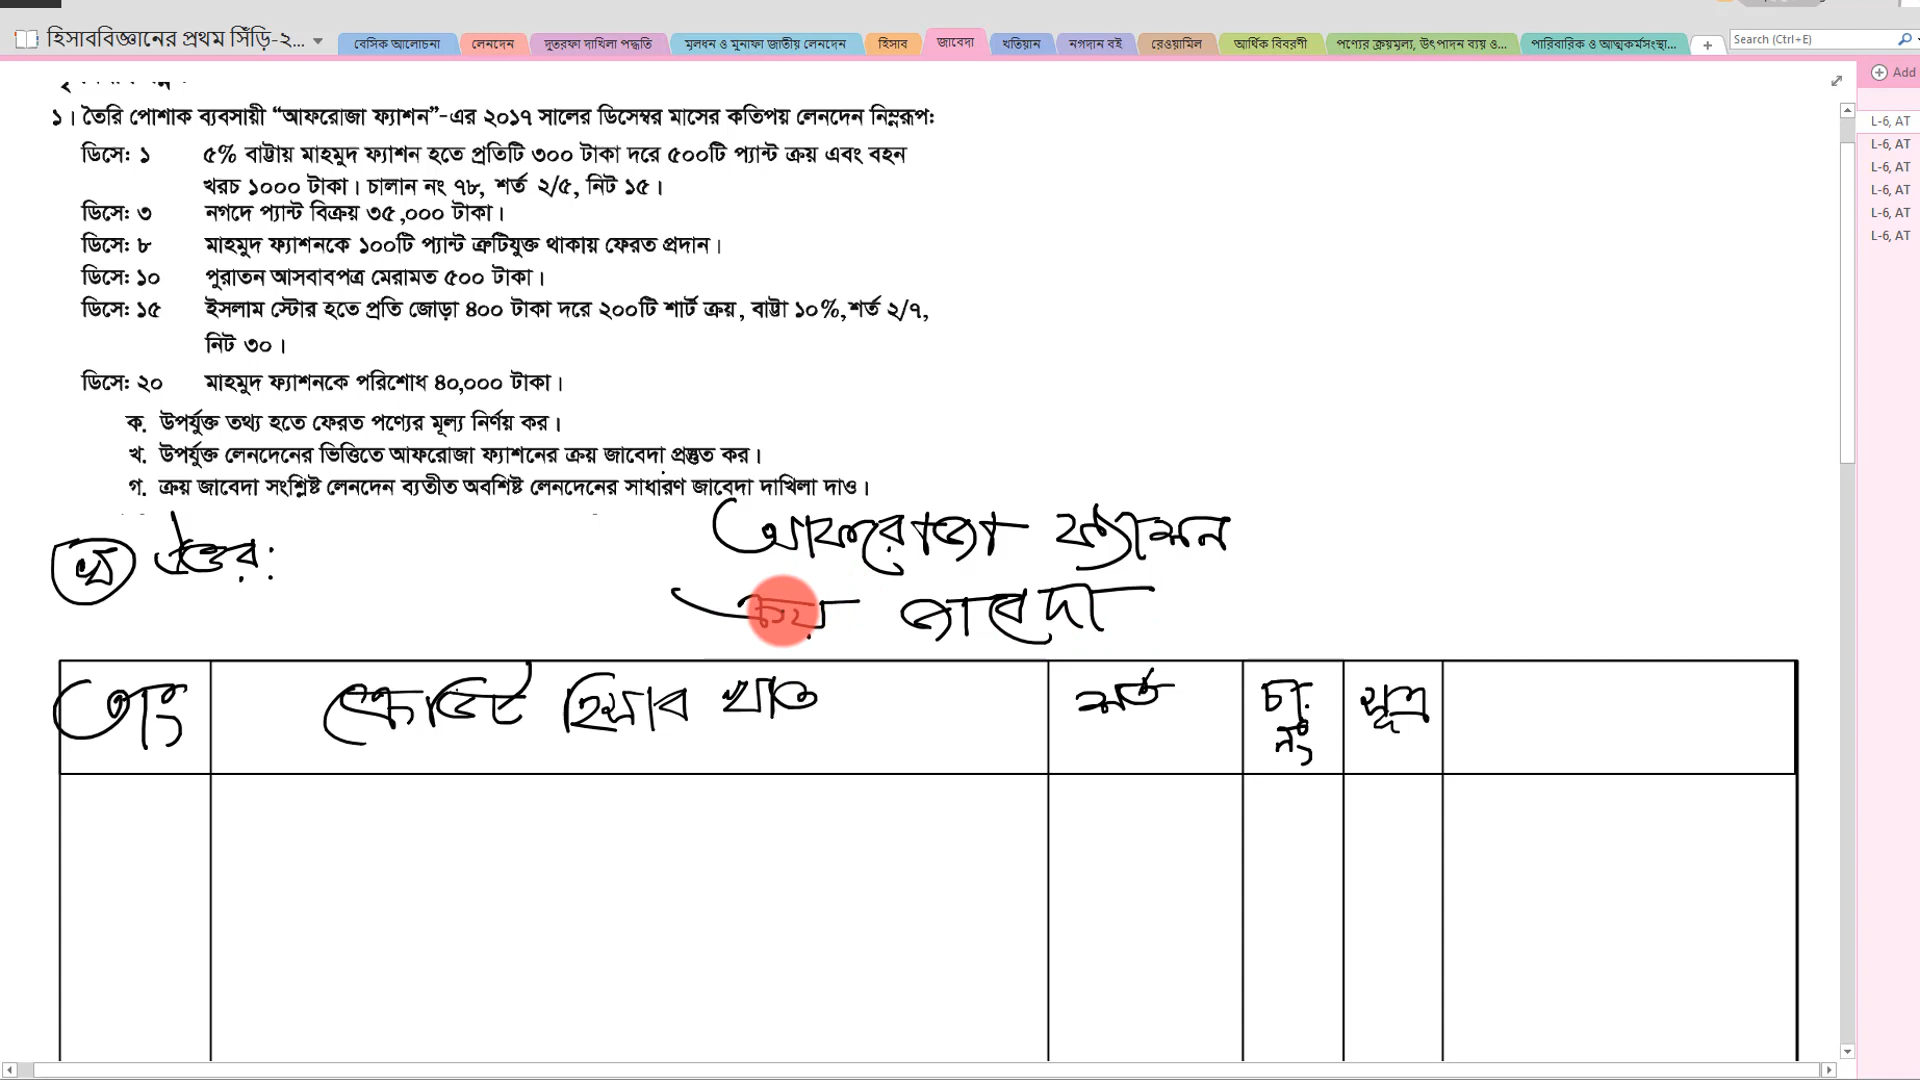 হিসাববিজ্ঞানের প্রথম সিঁড়ি-২...
বেসিক আলোচনা
লেনদেন
দুতরফা দাখিলা পদ্ধতি
মূলধন ও মুনাফা জাতীয় লেনদেন
হিসাব
জাবেদা
খতিয়ান
নগদান বই
রেওয়ামিল
আর্থিক বিবরণী
পণ্যের ক্রয়মূল্য, উৎপাদন ব্যয় ও...
পারিবারিক ও আত্মকর্মসংস্থা...
Search (Ctrl+E)
Add
L-6, AT
L-6, AT
L-6, AT
L-6, AT
L-6, AT
L-6, AT
১। তৈরি পোশাক ব্যবসায়ী “আফরোজা ফ্যাশন”-এর ২০১৭ সালের ডিসেম্বর মাসের কতিপয় লেনদেন নিম্নরূপ:
ডিসে: ১ ৫% বাট্টায় মাহমুদ ফ্যাশন হতে প্রতিটি ৩০০ টাকা দরে ৫০০টি প্যান্ট ক্রয় এবং বহন
খরচ ১০০০ টাকা। চালান নং ৭৮, শর্ত ২/৫, নিট ১৫।
ডিসে: ৩ নগদে প্যান্ট বিক্রয় ৩৫,০০০ টাকা।
ডিসে: ৮ মাহমুদ ফ্যাশনকে ১০০টি প্যান্ট ত্রুটিযুক্ত থাকায় ফেরত প্রদান।
ডিসে: ১০ পুরাতন আসবাবপত্র মেরামত ৫০০ টাকা।
ডিসে: ১৫ ইসলাম স্টোর হতে প্রতি জোড়া ৪০০ টাকা দরে ২০০টি শার্ট ক্রয়, বাট্টা ১০%,শর্ত ২/৭,
নিট ৩০।
ডিসে: ২০ মাহমুদ ফ্যাশনকে পরিশোধ ৪০,০০০ টাকা।
ক. উপর্যুক্ত তথ্য হতে ফেরত পণ্যের মূল্য নির্ণয় কর।
খ. উপর্যুক্ত লেনদেনের ভিত্তিতে আফরোজা ফ্যাশনের ক্রয় জাবেদা প্রস্তুত কর।
গ. ক্রয় জাবেদা সংশ্লিষ্ট লেনদেন ব্যতীত অবশিষ্ট লেনদেনের সাধারণ জাবেদা দাখিলা দাও।
খ উত্তর:
আফরোজা ফ্যাশন
ক্রয় জাবেদা
তাং ক্রেডিট হিসাব খাত শর্ত চা: নং সূত্র